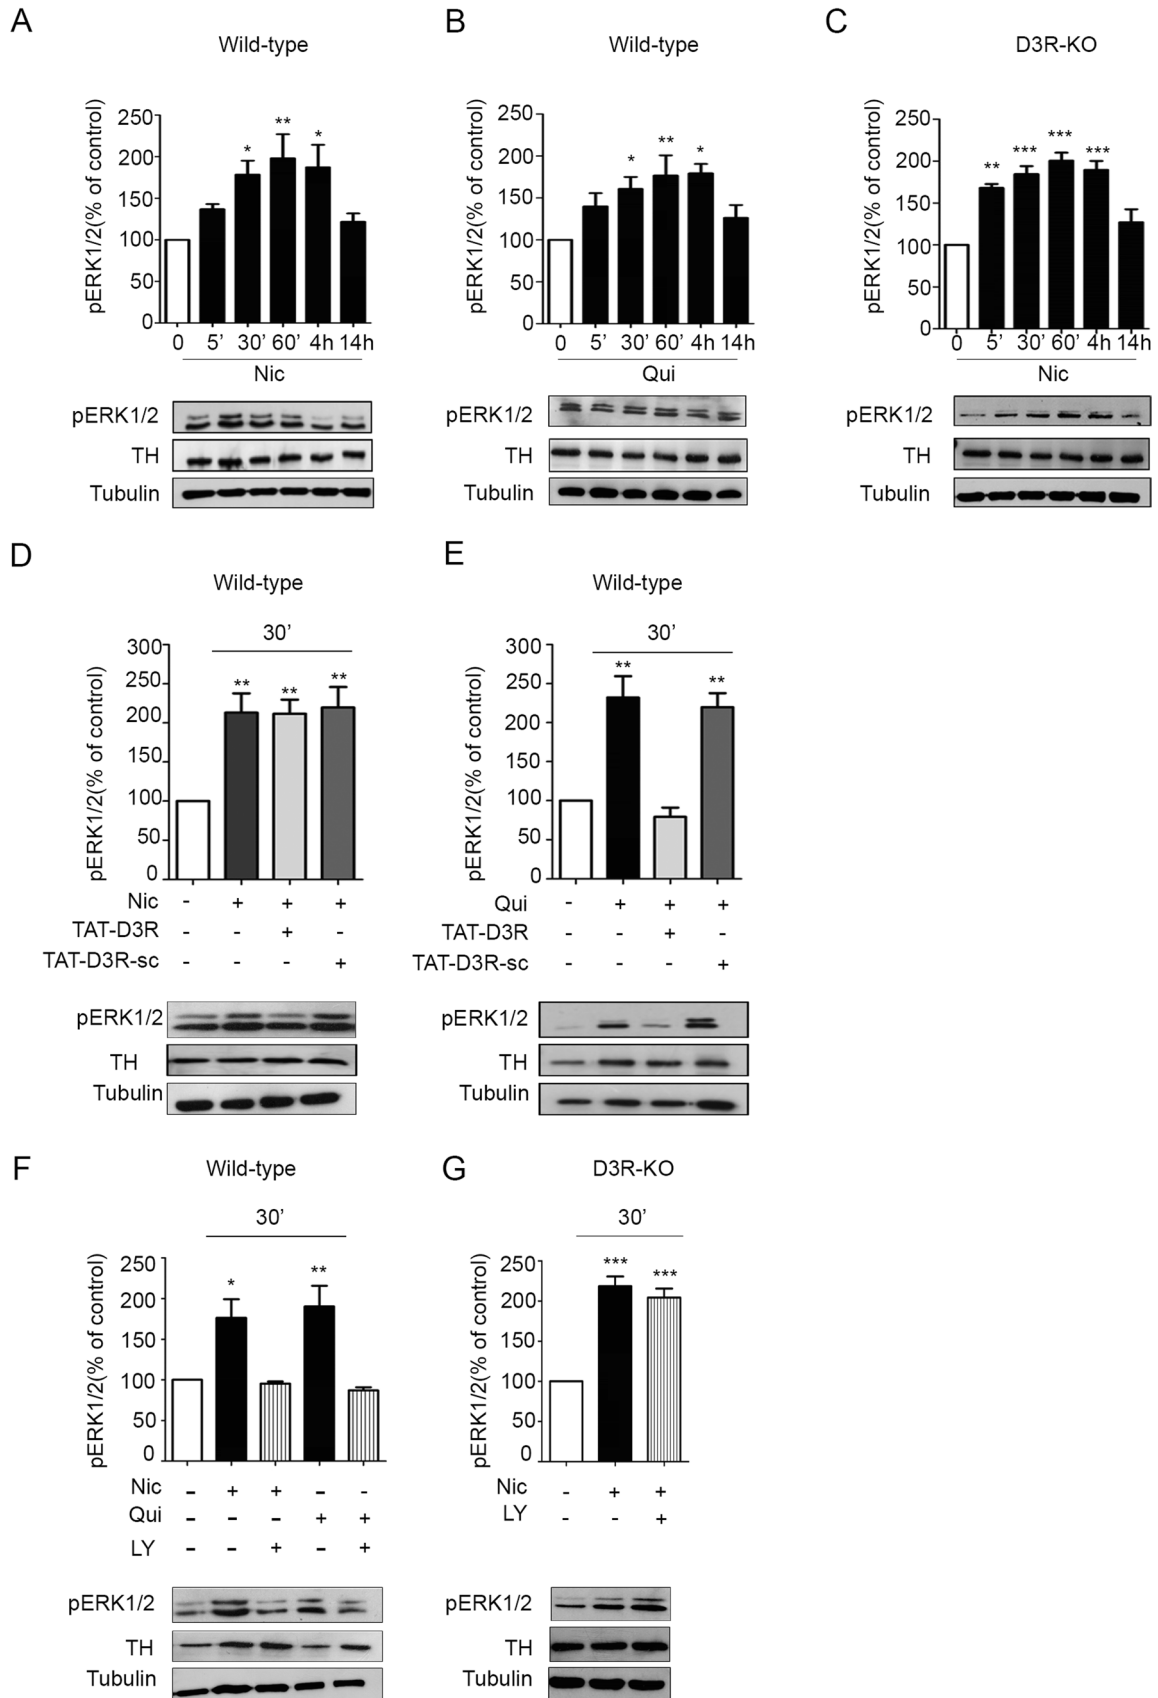 A
Wild-type
pERK1/2(% of control)
250
200
150
100
50
0
* ** *
0 5' 30' 60' 4h 14h
Nic
pERK1/2
TH
Tubulin
B
Wild-type
pERK1/2(% of control)
250
200
150
100
50
0
* ** *
0 5' 30' 60' 4h 14h
Qui
pERK1/2
TH
Tubulin
C
D3R-KO
pERK1/2(% of control)
250
200
150
100
50
0
** *** *** ***
0 5' 30' 60' 4h 14h
Nic
pERK1/2
TH
Tubulin
D
Wild-type
30'
pERK1/2(% of control)
300
250
200
150
100
50
0
** ** **
Nic - + + +
TAT-D3R - - + -
TAT-D3R-sc - - - +
pERK1/2
TH
Tubulin
E
Wild-type
30'
pERK1/2(% of control)
300
250
200
150
100
50
0
** **
Qui - + + +
TAT-D3R - - + -
TAT-D3R-sc - - - +
pERK1/2
TH
Tubulin
F
Wild-type
30'
pERK1/2(% of control)
250
200
150
100
50
0
* **
Nic - + + - -
Qui - - - + +
LY - - + - +
pERK1/2
TH
Tubulin
G
D3R-KO
30'
pERK1/2(% of control)
250
200
150
100
50
0
*** ***
Nic - + +
LY - - +
pERK1/2
TH
Tubulin